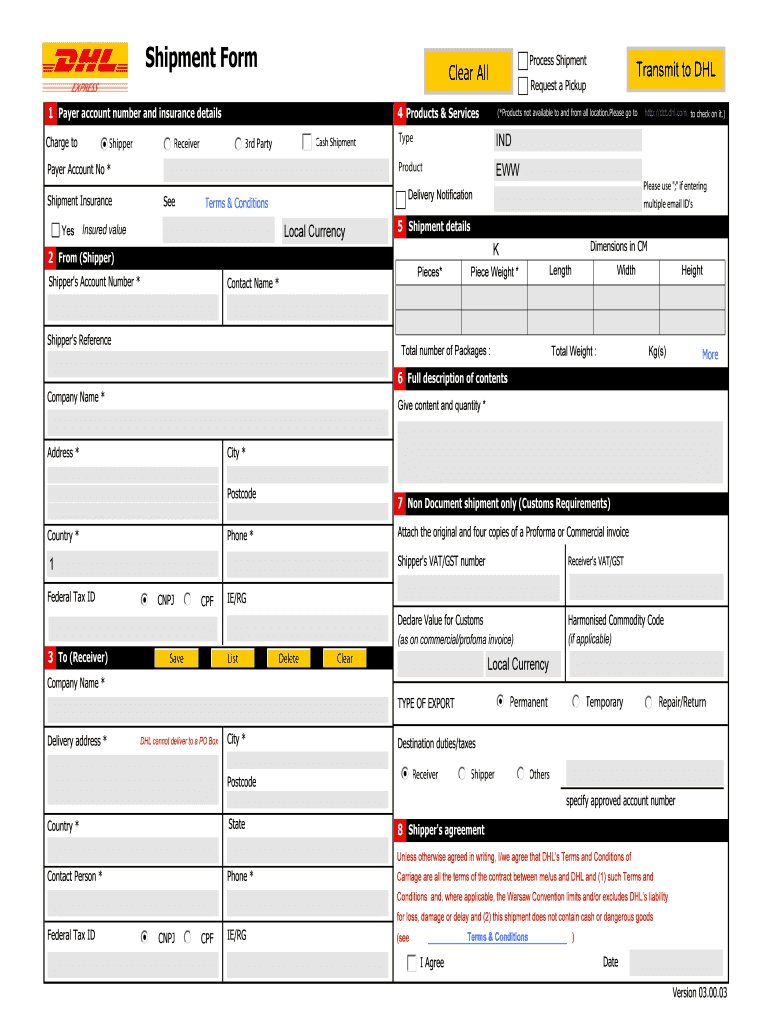 DHL
EXPRESS
Shipment Form
Clear All
Process Shipment
Request a Pickup
Transmit to DHL
1 Payer account number and insurance details
Charge to
Shipper
Receiver
3rd Party
Cash Shipment
Payer Account No *
Shipment Insurance
See
Terms & Conditions
Yes
Insured value
Local Currency
2 From (Shipper)
Shipper's Account Number *
Contact Name *
Shipper's Reference
Company Name *
Address *
City *
Postcode
Country *
Phone *
1
Federal Tax ID
CNPJ
CPF
IE/RG
3 To (Receiver)
Save
List
Delete
Clear
Company Name *
Delivery address *
DHL cannot deliver to a PO Box
City *
Postcode
Country *
State
Contact Person *
Phone *
Federal Tax ID
CNPJ
CPF
IE/RG
4 Products & Services
(*Products not available to and from all location.Please go to http://dct.dhl.com to check on it.)
Type
IND
Product
EWW
Delivery Notification
Please use ";" if entering
multiple email ID's
5 Shipment details
K
Dimensions in CM
Pieces*
Piece Weight *
Length
Width
Height
Total number of Packages :
Total Weight :
Kg(s)
More
6 Full description of contents
Give content and quantity *
7 Non Document shipment only (Customs Requirements)
Attach the original and four copies of a Proforma or Commercial invoice
Shipper's VAT/GST number
Receiver's VAT/GST
Declare Value for Customs
(as on commercial/profoma invoice)
Harmonised Commodity Code
(if applicable)
Local Currency
TYPE OF EXPORT
Permanent
Temporary
Repair/Return
Destination duties/taxes
Receiver
Shipper
Others
specify approved account number
8 Shipper's agreement
Unless otherwise agreed in writing, I/we agree that DHL's Terms and Conditions of
Carriage are all the terms of the contract between me/us and DHL and (1) such Terms and
Conditions and, where applicable, the Warsaw Convention limits and/or excludes DHL's liability
for loss, damage or delay and (2) this shipment does not contain cash or dangerous goods
(see Terms & Conditions )
I Agree
Date
Version 03.00.03